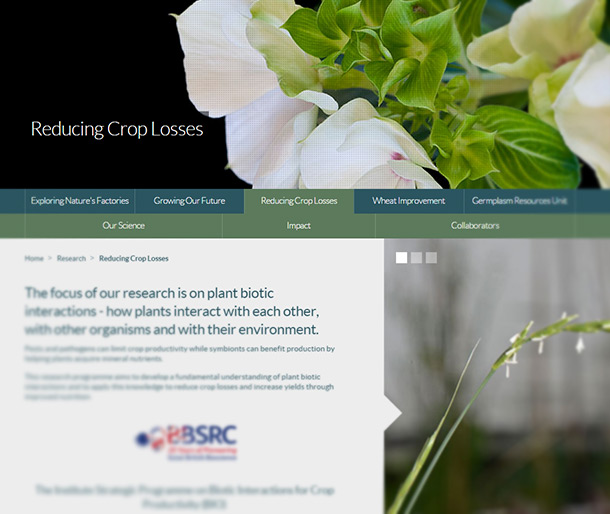 Reducing Crop Losses
Exploring Nature's Factories Growing Our Future Reducing Crop Losses Wheat Improvement Germplasm Resources Unit
Our Science Impact Collaborators
Home > Research > Reducing Crop Losses
The focus of our research is on plant biotic
interactions - how plants interact with each other,
with other organisms and with their environment.
Pests and pathogens can limit crop productivity while symbionts can benefit production by
helping plants acquire mineral nutrients.
This research programme aims to develop a fundamental understanding of plant biotic
interactions and to apply this knowledge to reduce crop losses and increase yields through
improved nutrition.
BBSRC
The Institute Strategic Programme on Biotic Interactions for Crop
Productivity (BIC)